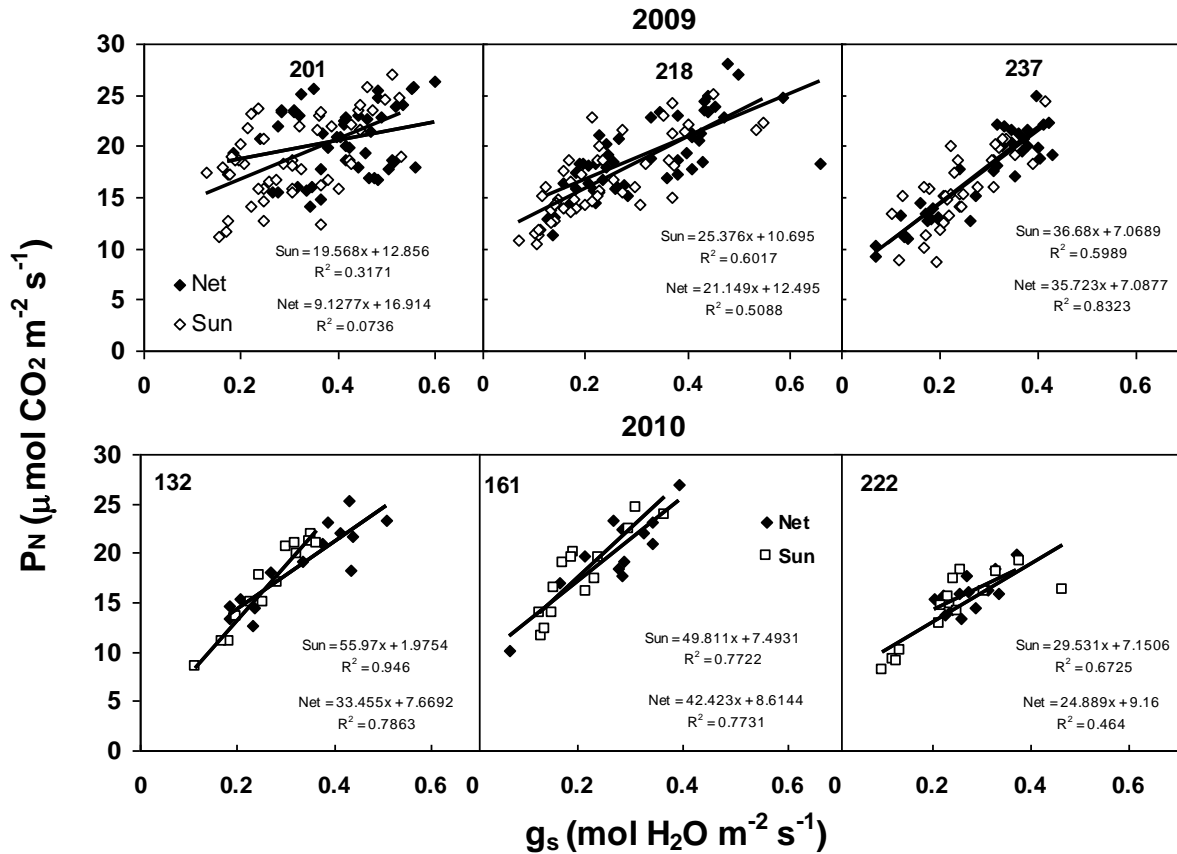 2009
30
25
20
15
10
5
0
201
Sun = 19.568x + 12.856
R² = 0.3171
Net = 9.1277x + 16.914
R² = 0.0736
Net
Sun
218
Sun = 25.376x + 10.695
R² = 0.6017
Net = 21.149x + 12.495
R² = 0.5088
237
Sun = 36.68x + 7.0689
R² = 0.5989
Net = 35.723x + 7.0877
R² = 0.8323
0 0.2 0.4 0.6 0 0.2 0.4 0.6 0 0.2 0.4 0.6
2010
30
25
20
15
10
5
0
132
Sun = 55.97x + 1.9754
R² = 0.946
Net = 33.455x + 7.6692
R² = 0.7863
161
Net
Sun
Sun = 49.811x + 7.4931
R² = 0.7722
Net = 42.423x + 8.6144
R² = 0.7731
222
Sun = 29.531x + 7.1506
R² = 0.6725
Net = 24.889x + 9.16
R² = 0.464
0 0.2 0.4 0.6 0 0.2 0.4 0.6 0 0.2 0.4 0.6
PN (μmol CO2 m⁻² s⁻¹)
gs (mol H₂O m⁻² s⁻¹)